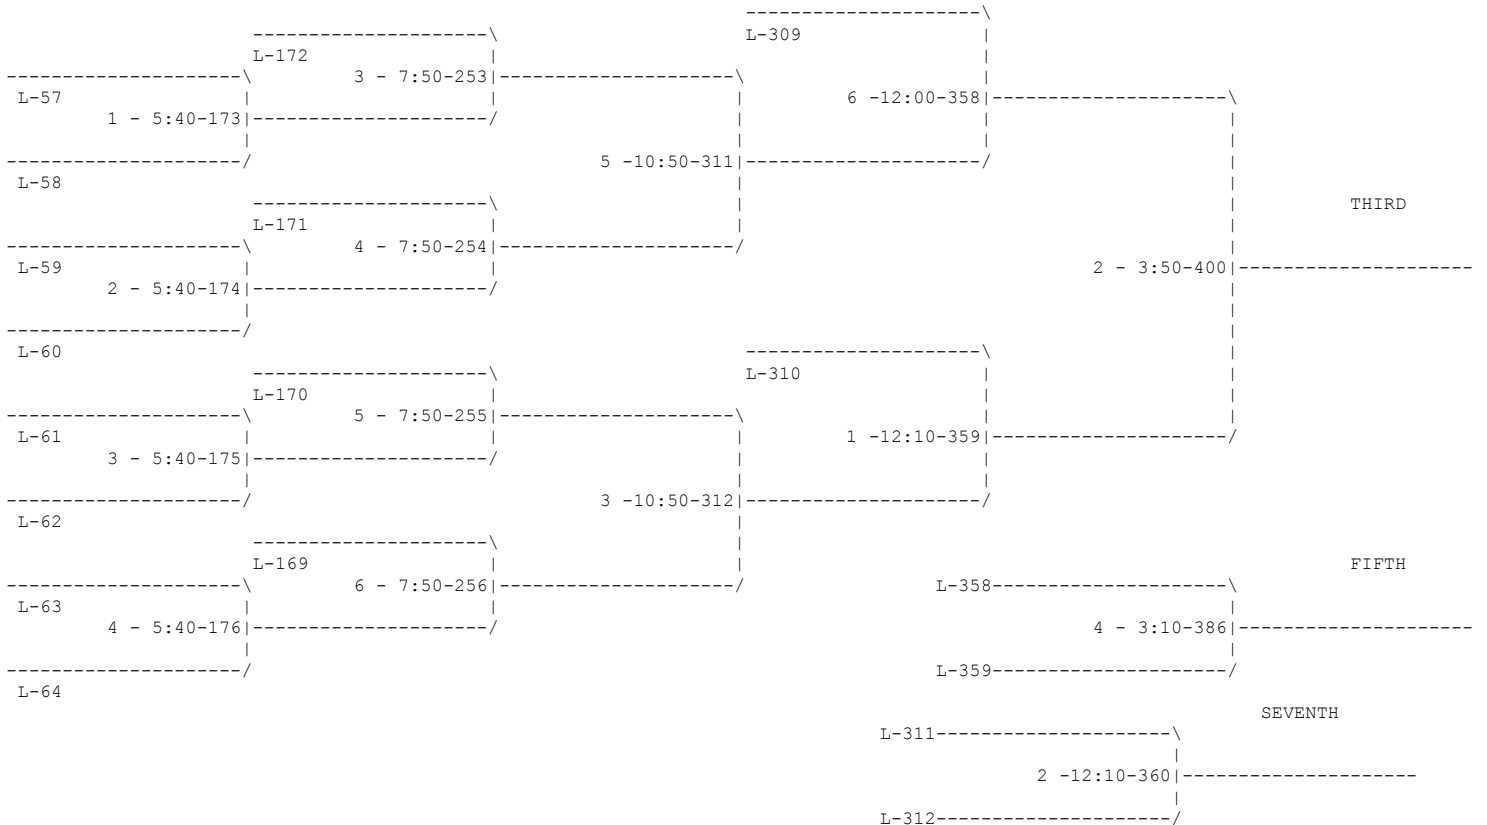 L-309
L-172
3 - 7:50-253
L-57
6 -12:00-358
1 - 5:40-173
5 -10:50-311
L-58
THIRD
L-171
4 - 7:50-254
L-59
2 - 3:50-400
2 - 5:40-174
L-60
L-310
L-170
5 - 7:50-255
L-61
1 -12:10-359
3 - 5:40-175
3 -10:50-312
L-62
L-169
FIFTH
6 - 7:50-256
L-358
L-63
4 - 5:40-176
4 - 3:10-386
L-359
L-64
SEVENTH
L-311
2 -12:10-360
L-312